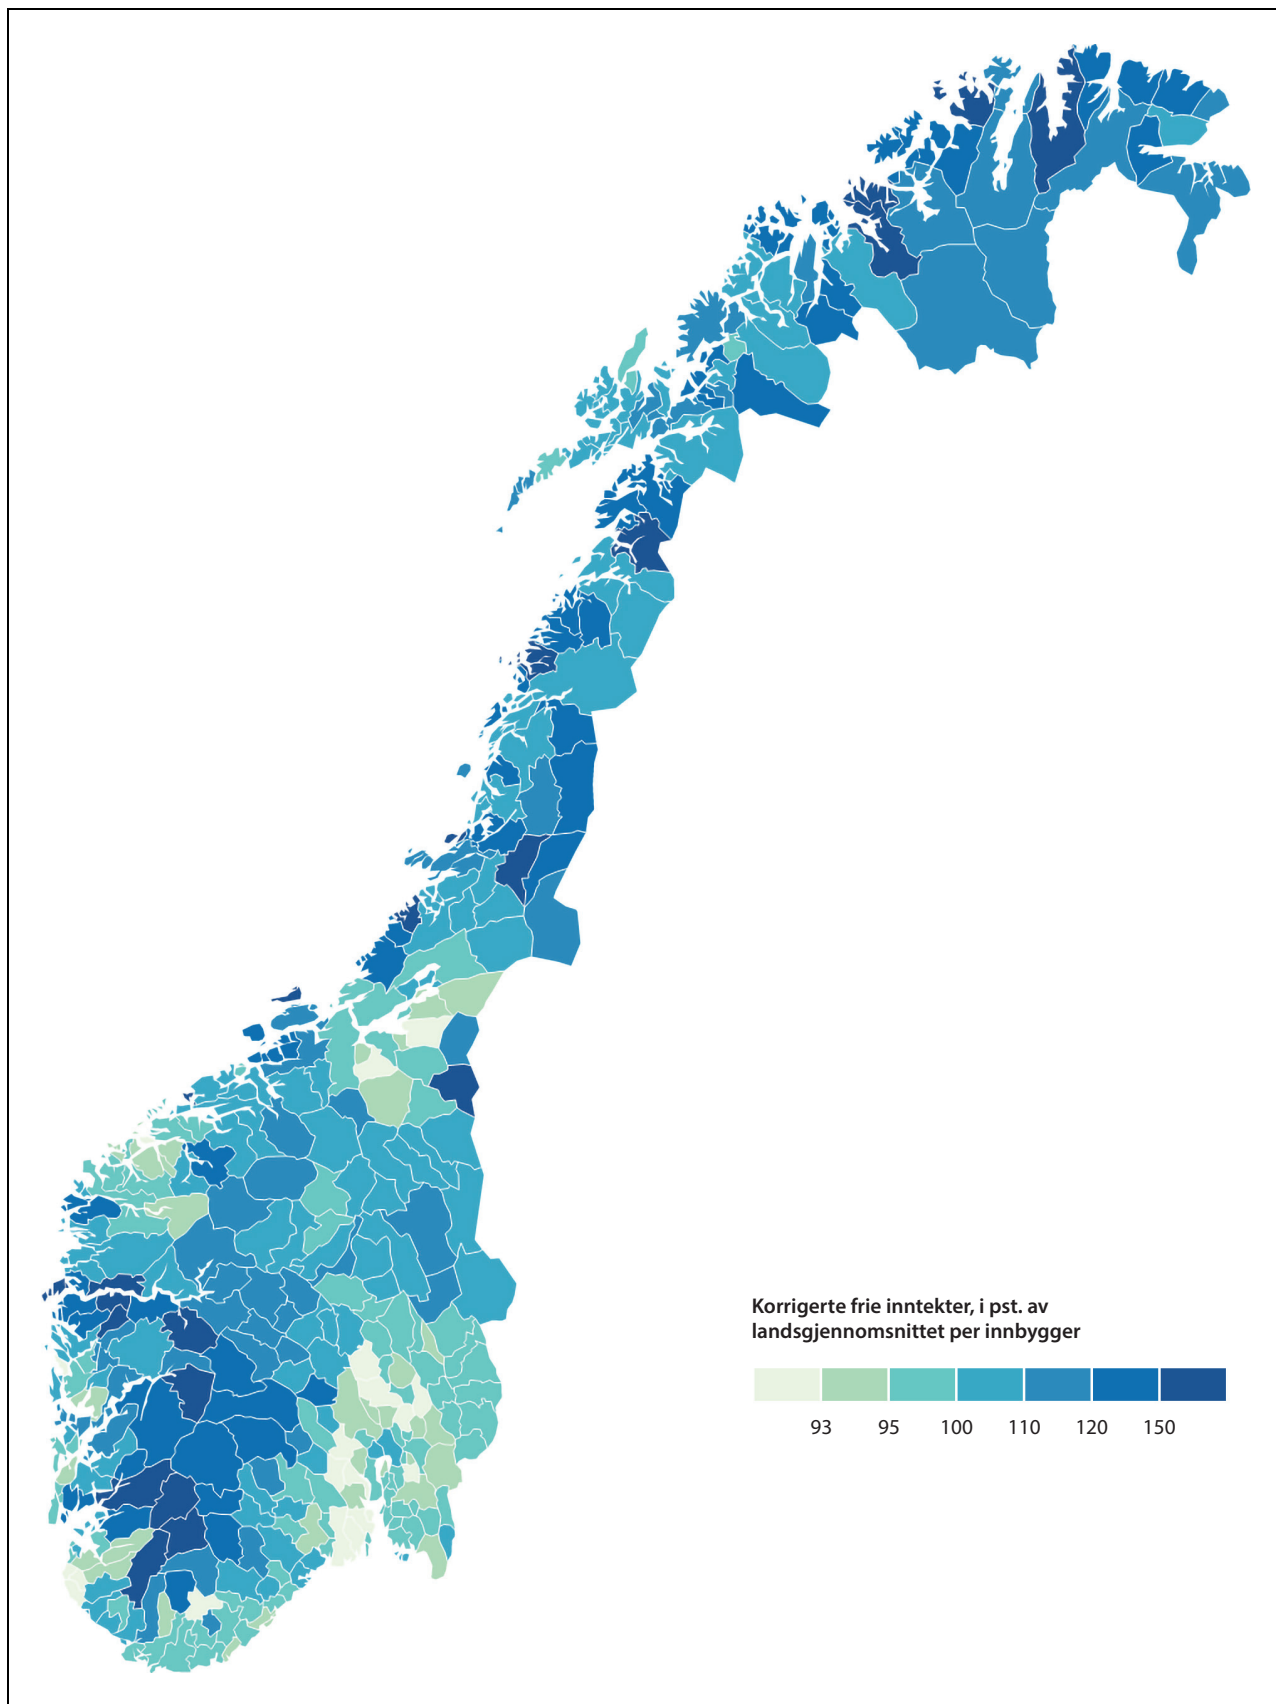 Korrigerte frie inntekter, i pst. av
landsgjennomsnittet per innbygger
93 95 100 110 120 150